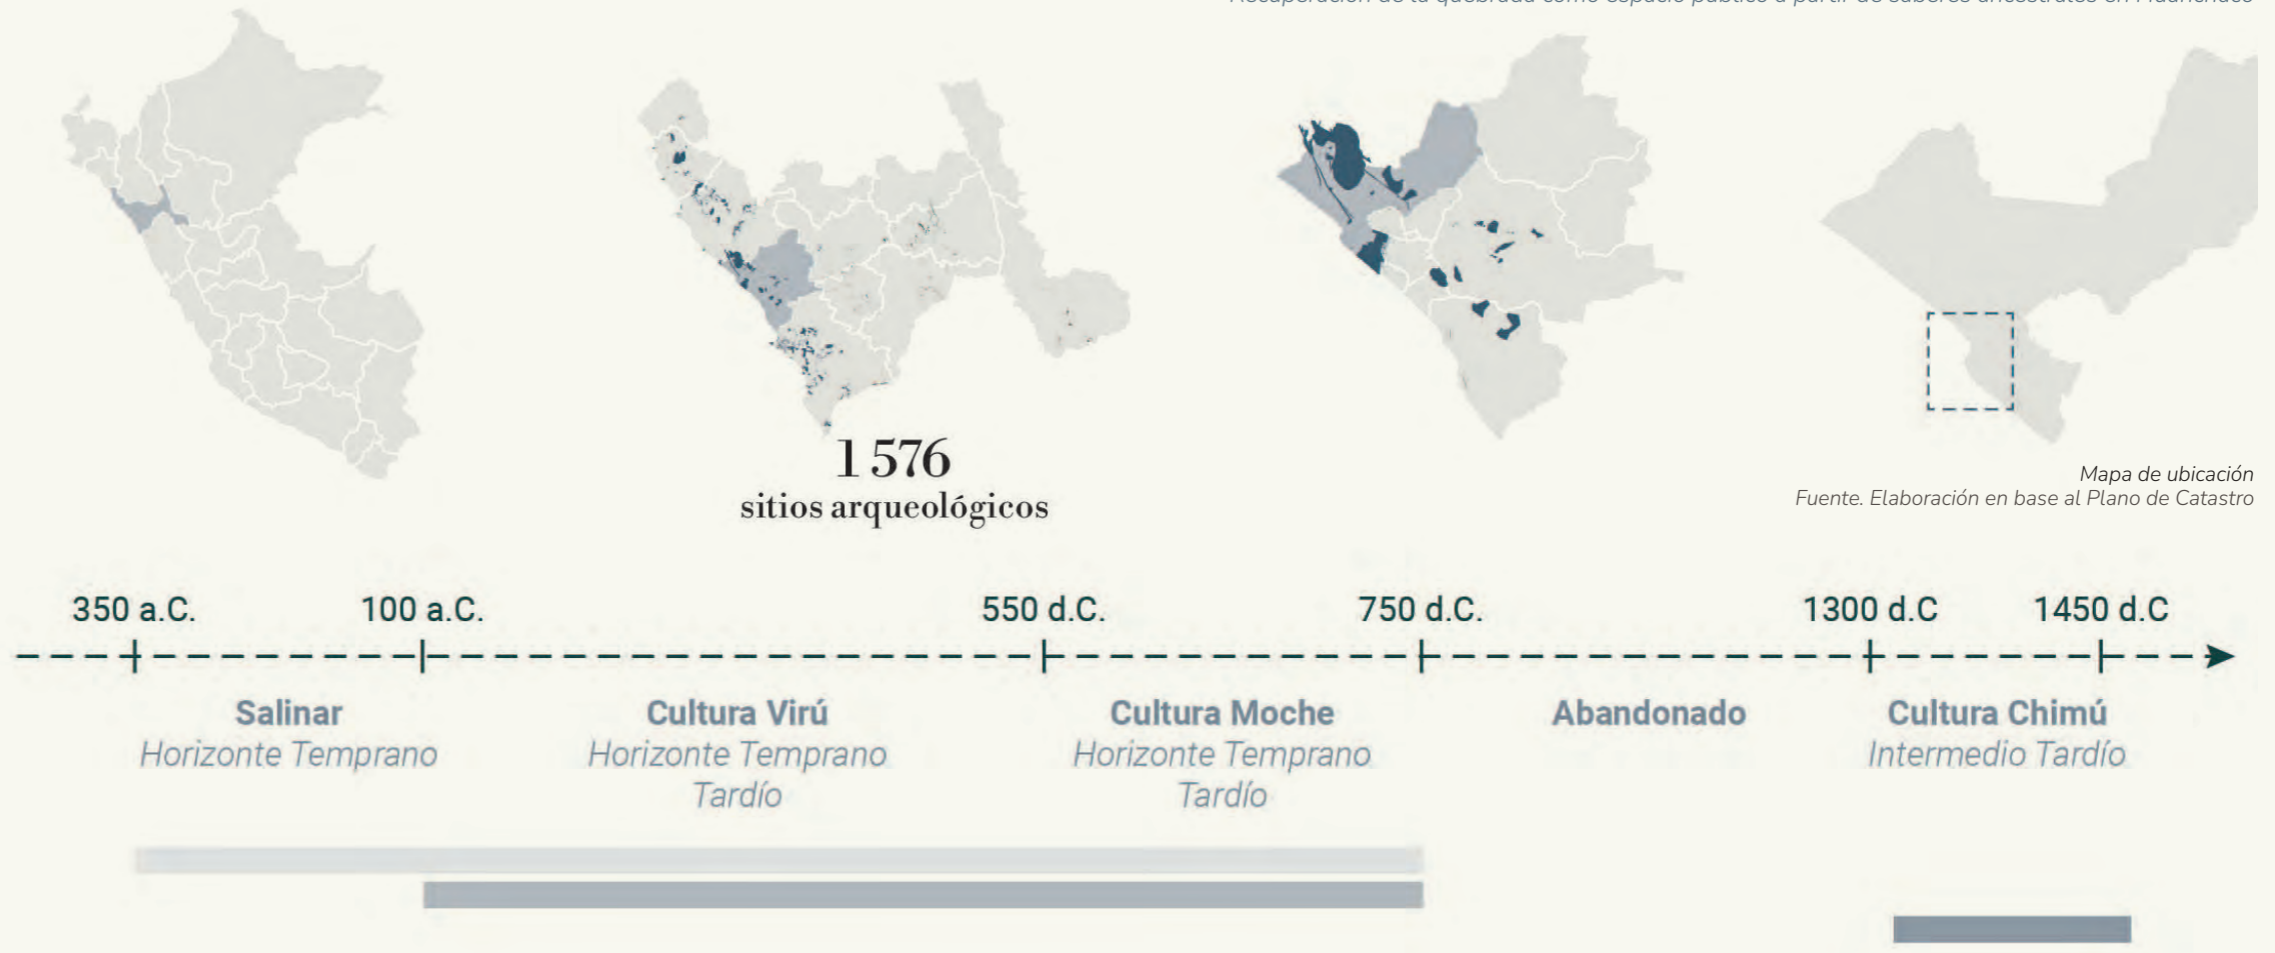 1 576
sitios arqueológicos
Mapa de ubicación
Fuente. Elaboración en base al Plano de Catastro
350 a.C. 100 a.C. 550 d.C. 750 d.C. 1300 d.C 1450 d.C
Salinar
Horizonte Temprano
Cultura Virú
Horizonte Temprano
Tardío
Cultura Moche
Horizonte Temprano
Tardío
Abandonado
Cultura Chimú
Intermedio Tardío